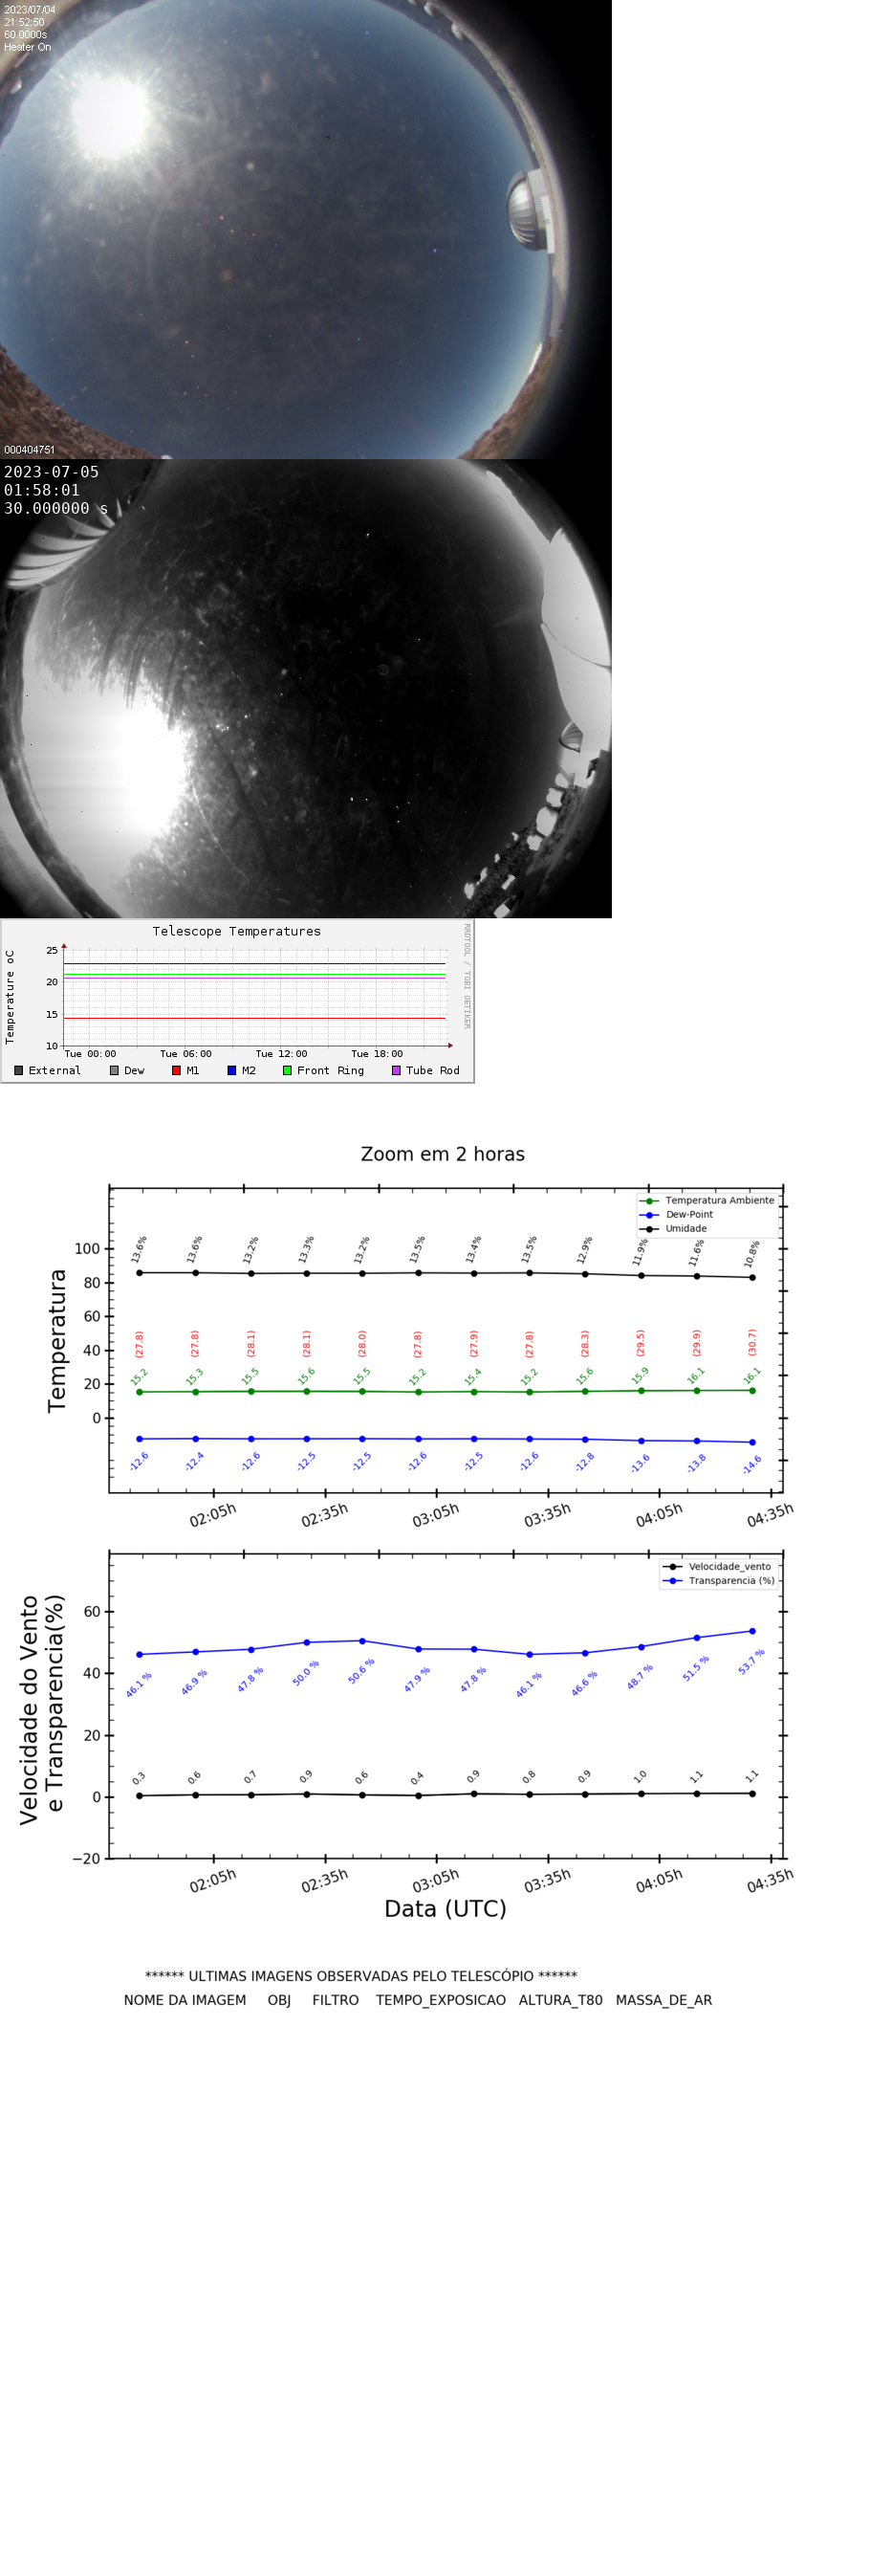 2023/07/04
21:52:50
60.0000s
Heater On
000404751
2023-07-05
01:58:01
30.000000 s
Telescope Temperatures
RRDTOOL / TOBI OETIKER
Temperature oC
25
20
15
10
Tue 00:00 Tue 06:00 Tue 12:00 Tue 18:00
External Dew M1 M2 Front Ring Tube Rod
Zoom em 2 horas
Temperatura Ambiente
Dew-Point
Umidade
Temperatura
100
80
60
40
20
0
13.6% 13.6% 13.2% 13.3% 13.2% 13.5% 13.4% 13.5% 12.9% 11.9% 11.6% 10.8%
(27.8) (27.8) (28.1) (28.1) (28.0) (27.8) (27.9) (27.8) (28.3) (29.5) (29.9) (30.7)
15.2 15.3 15.5 15.6 15.5 15.2 15.4 15.2 15.6 15.9 16.1 16.1
-12.6 -12.4 -12.6 -12.5 -12.5 -12.6 -12.5 -12.6 -12.8 -13.6 -13.8 -14.6
02:05h 02:35h 03:05h 03:35h 04:05h 04:35h
Velocidade_vento
Transparencia (%)
Velocidade do Vento
e Transparencia(%)
60
40
20
0
−20
46.1 % 46.9 % 47.8 % 50.0 % 50.6 % 47.9 % 47.8 % 46.1 % 46.6 % 48.7 % 51.5 % 53.7 %
0.3 0.6 0.7 0.9 0.6 0.4 0.9 0.8 0.9 1.0 1.1 1.1
02:05h 02:35h 03:05h 03:35h 04:05h 04:35h
Data (UTC)
****** ULTIMAS IMAGENS OBSERVADAS PELO TELESCÓPIO ******
NOME DA IMAGEM OBJ FILTRO TEMPO_EXPOSICAO ALTURA_T80 MASSA_DE_AR